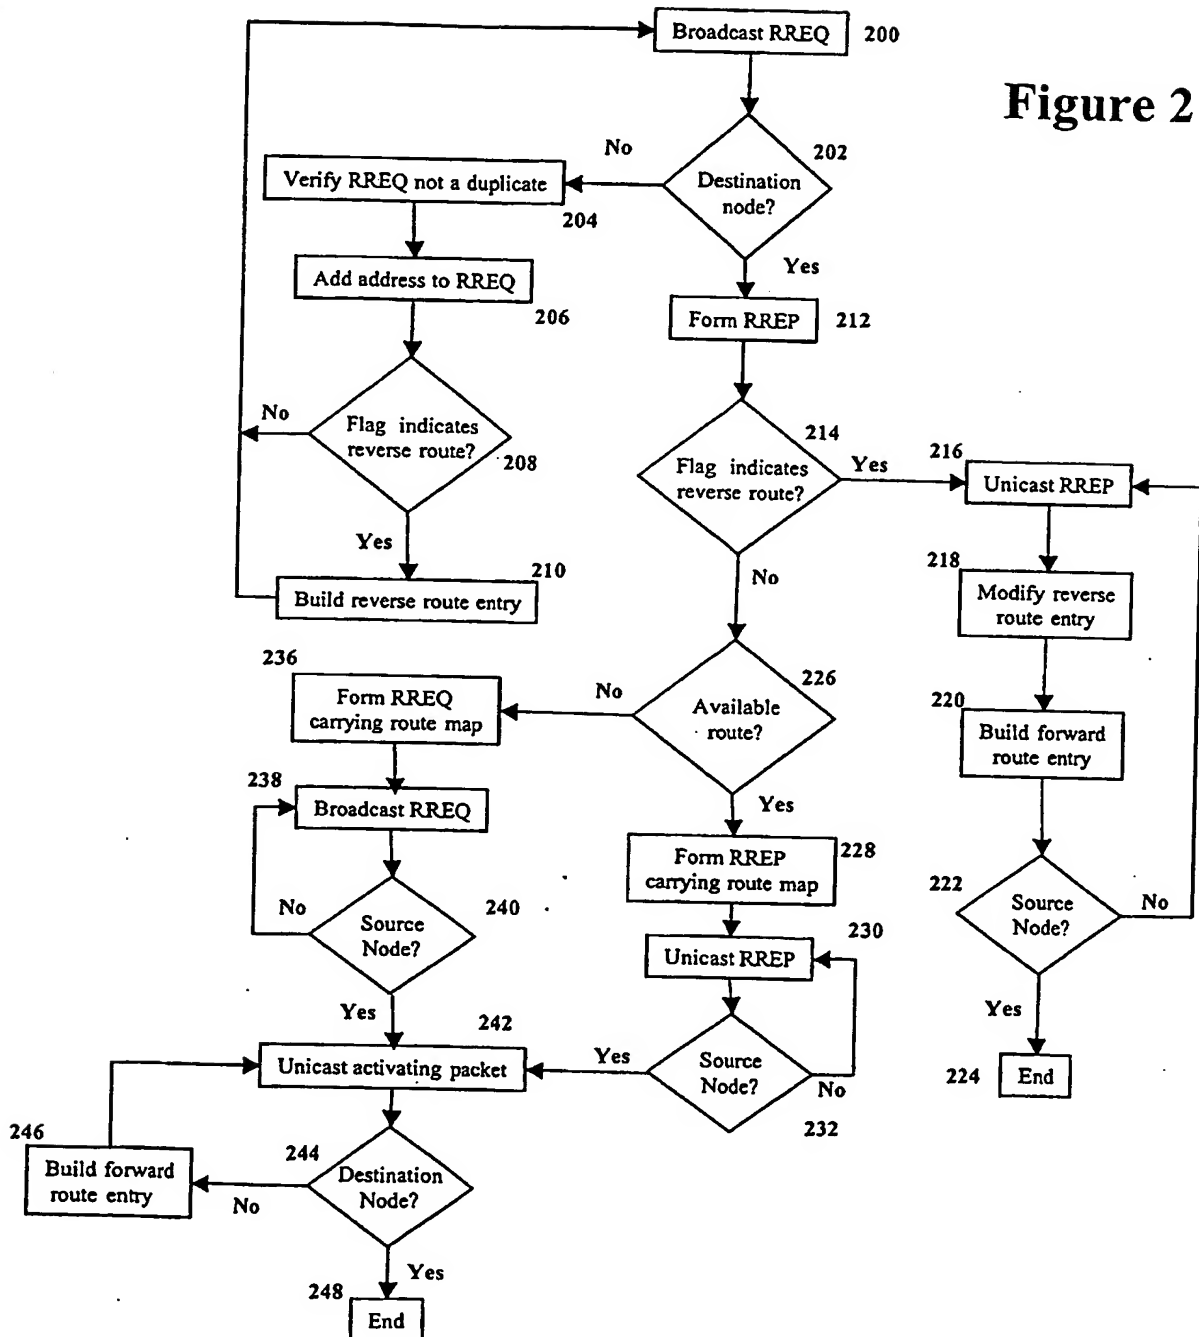 Broadcast RREQ 200
Figure 2
No
202
Destination
node?
Verify RREQ not a duplicate
204
Yes
Add address to RREQ
206
Form RREP 212
No
Flag indicates
reverse route?
208
214
Flag indicates
reverse route?
Yes
216
Unicast RREP
Yes
210
Build reverse route entry
No
218
Modify reverse
route entry
236
Form RREQ
carrying route map
No
226
Available
route?
220
Build forward
route entry
238
Broadcast RREQ
Yes
Form RREP
carrying route map
228
222
Source
Node?
No
No
Source
Node?
240
230
Unicast RREP
Yes
Yes
242
Unicast activating packet
Yes
Source
Node?
No
232
224
End
246
Build forward
route entry
244
Destination
Node?
No
Yes
248
End